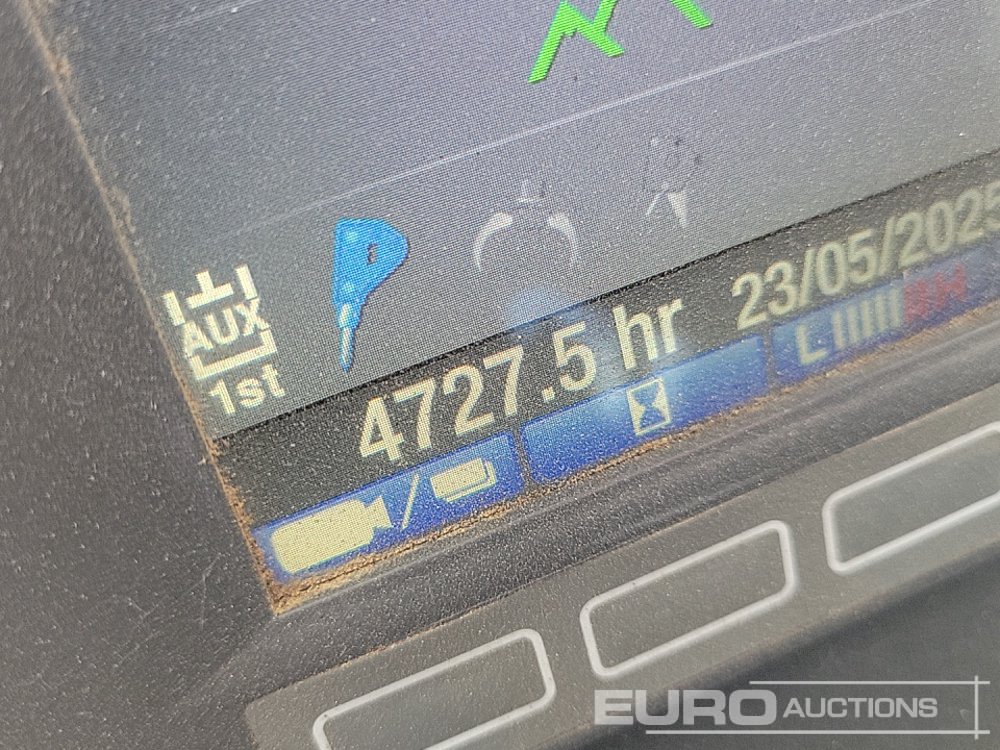 AUX
1st
4727.5 hr
23/05/2025
L H
EURO AUCTIONS